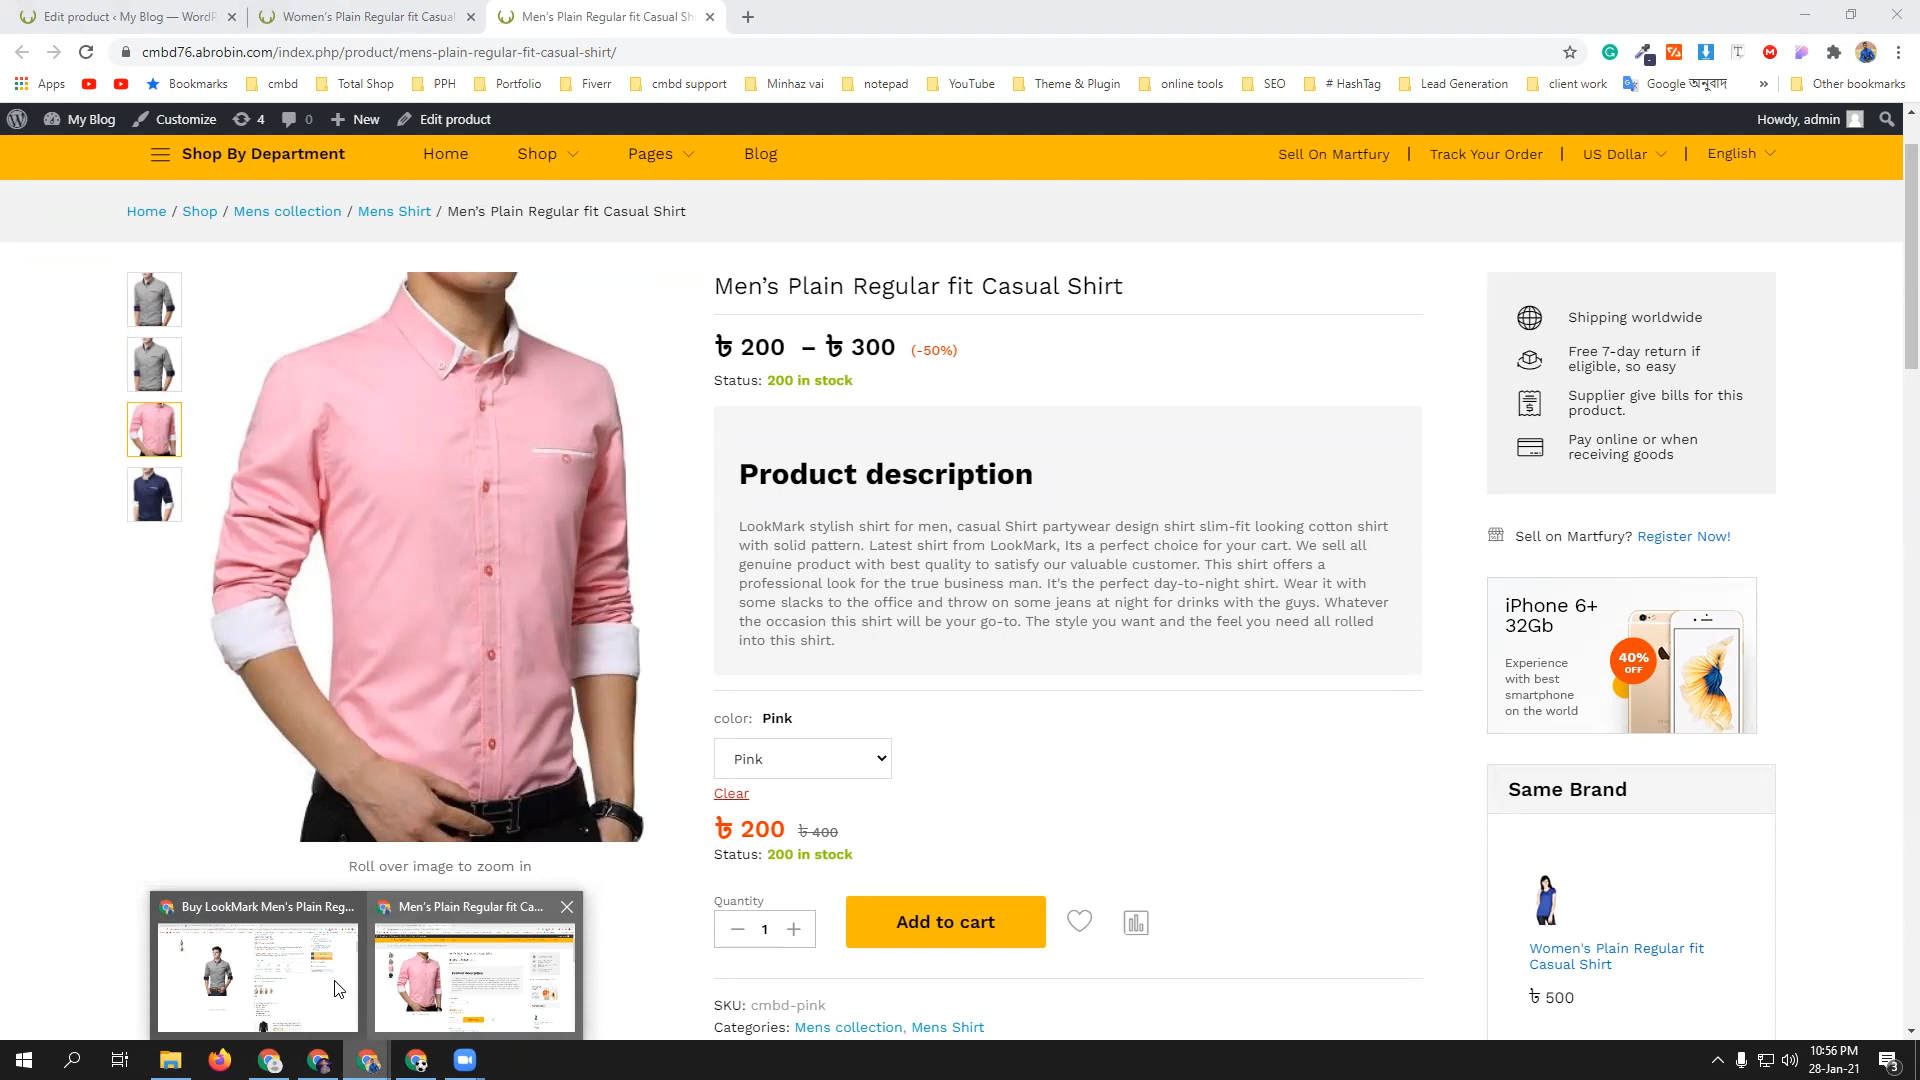 Edit product ‹ My Blog — WordP
Women's Plain Regular fit Casual
Men's Plain Regular fit Casual Sh
cmbd76.abrobin.com/index.php/product/mens-plain-regular-fit-casual-shirt/
Apps
Bookmarks
cmbd
Total Shop
PPH
Portfolio
Fiverr
cmbd support
Minhaz vai
notepad
YouTube
Theme & Plugin
online tools
SEO
# HashTag
Lead Generation
client work
Google অনুবাদ
»
Other bookmarks
My Blog
Customize
4
0
New
Edit product
Howdy, admin
Shop By Department
Home
Shop
Pages
Blog
Sell On Martfury
Track Your Order
US Dollar
English
Home / Shop / Mens collection / Mens Shirt / Men’s Plain Regular fit Casual Shirt
Men’s Plain Regular fit Casual Shirt
৳ 200 – ৳ 300 (-50%)
Status: 200 in stock
Product description
LookMark stylish shirt for men, casual Shirt partywear design shirt slim-fit looking cotton shirt
with solid pattern. Latest shirt from LookMark, Its a perfect choice for your cart. We sell all
genuine product with best quality to satisfy our valuable customer. This shirt offers a
professional look for the true business man. It's the perfect day-to-night shirt. Wear it with
some slacks to the office and throw on some jeans at night for drinks with the guys. Whatever
the occasion this shirt will be your go-to. The style you want and the feel you need all rolled
into this shirt.
color: Pink
Pink
Clear
৳ 200 ৳ 400
Status: 200 in stock
Quantity
1
Add to cart
SKU: cmbd-pink
Categories: Mens collection, Mens Shirt
Roll over image to zoom in
Shipping worldwide
Free 7-day return if
eligible, so easy
Supplier give bills for this
product.
Pay online or when
receiving goods
Sell on Martfury? Register Now!
iPhone 6+
32Gb
Experience
with best
smartphone
on the world
40%
OFF
Same Brand
Women's Plain Regular fit
Casual Shirt
৳ 500
Buy LookMark Men's Plain Reg...
Men's Plain Regular fit Ca...
10:56 PM
28-Jan-21
3